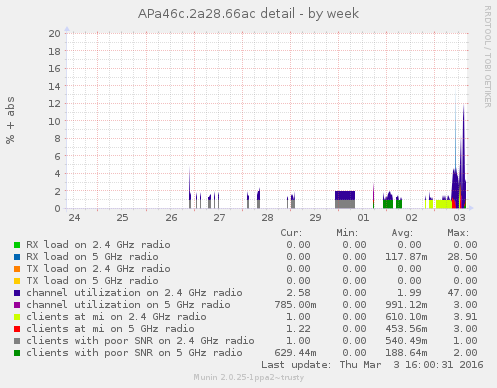 APa46c.2a28.66ac detail - by week
RRDTOOL / TOBI OETIKER
% + abs
20
18
16
14
12
10
8
6
4
2
0
24 25 26 27 28 29 01 02 03
Cur: Min: Avg: Max:
RX load on 2.4 GHz radio 0.00 0.00 0.00 0.00
RX load on 5 GHz radio 0.00 0.00 117.87m 28.50
TX load on 2.4 GHz radio 0.00 0.00 0.00 0.00
TX load on 5 GHz radio 0.00 0.00 0.00 0.00
channel utilization on 2.4 GHz radio 2.58 0.00 1.99 47.00
channel utilization on 5 GHz radio 785.00m 0.00 991.12m 3.00
clients at mi on 2.4 GHz radio 1.00 0.00 610.10m 3.91
clients at mi on 5 GHz radio 1.22 0.00 453.56m 3.00
clients with poor SNR on 2.4 GHz radio 1.00 0.00 540.49m 1.00
clients with poor SNR on 5 GHz radio 629.44m 0.00 188.64m 2.00
Last update: Thu Mar 3 16:00:31 2016
Munin 2.0.25-1ppa2~trusty